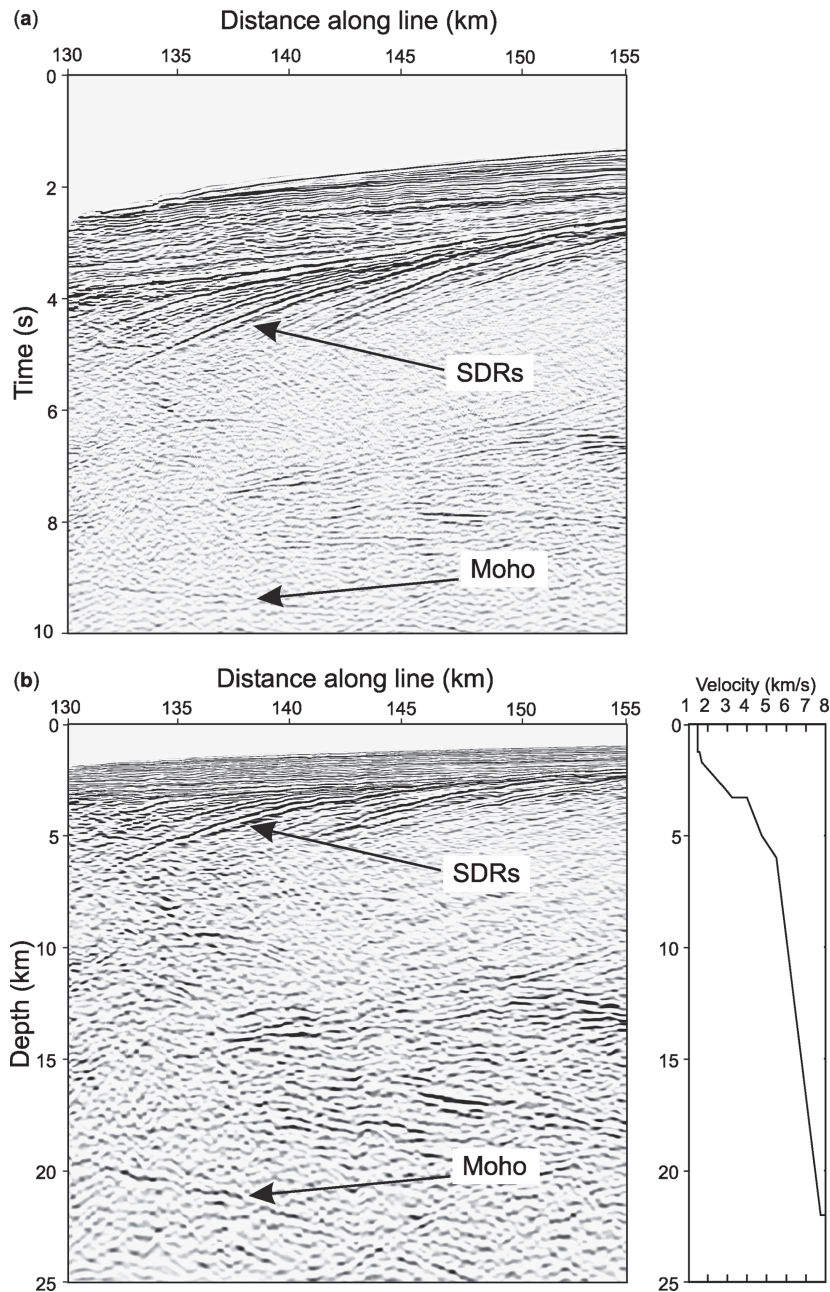 (a)
Distance along line (km)
130 135 140 145 150 155
0
2
4
6
8
10
Time (s)
SDRs
Moho
(b)
Distance along line (km)
130 135 140 145 150 155
0
5
10
15
20
25
Depth (km)
SDRs
Moho
Velocity (km/s)
1 2 3 4 5 6 7 8
0
5
10
15
20
25